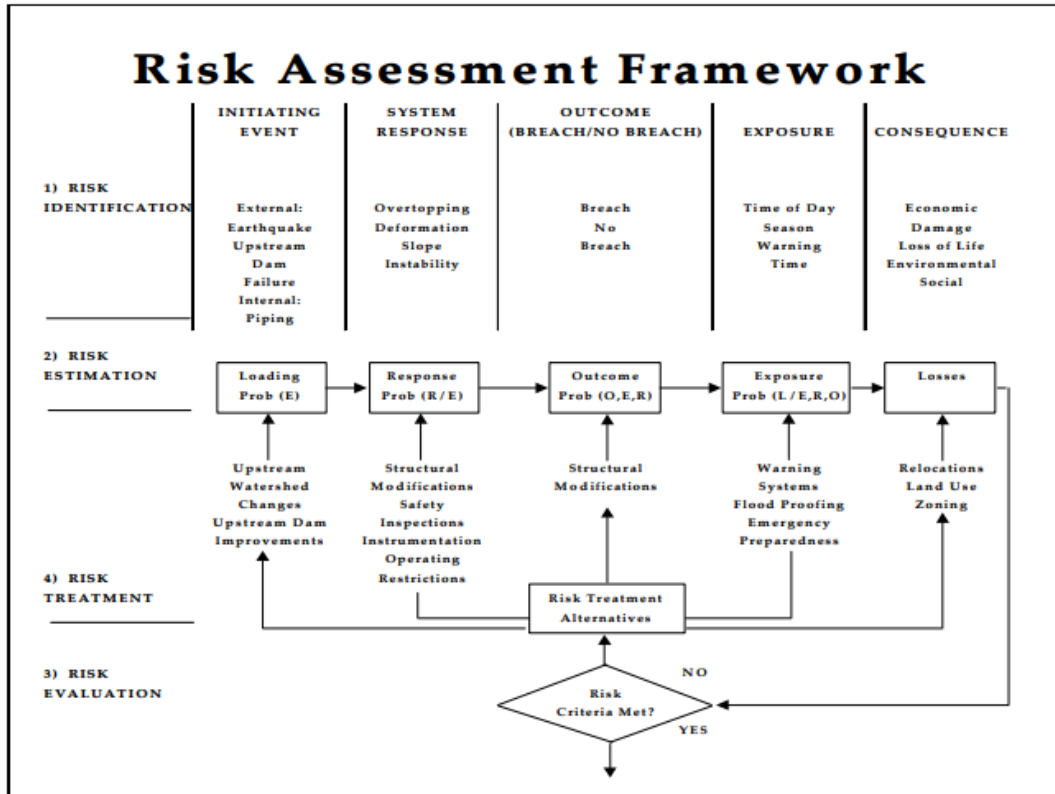 Risk Assessment Framework
INITIATING
EVENT
SYSTEM
RESPONSE
OUTCOME
(BREACH/NO BREACH)
EXPOSURE
CONSEQUENCE
1) RISK
IDENTIFICATION
External:
Earthquake
Upstream
Dam
Failure
Internal:
Piping
Overtopping
Deformation
Slope
Instability
Breach
No
Breach
Time of Day
Season
Warning
Time
Economic
Damage
Loss of Life
Environmental
Social
2) RISK
ESTIMATION
Loading
Prob (E)
Response
Prob (R/E)
Outcome
Prob (O,E,R)
Exposure
Prob (L/E,R,O)
Losses
Upstream
Watershed
Changes
Upstream Dam
Improvements
Structural
Modifications
Safety
Inspections
Instrumentation
Operating
Restrictions
Structural
Modifications
Warning
Systems
Flood Proofing
Emergency
Preparedness
Relocations
Land Use
Zoning
4) RISK
TREATMENT
Risk Treatment
Alternatives
3) RISK
EVALUATION
NO
Risk
Criteria Met?
YES